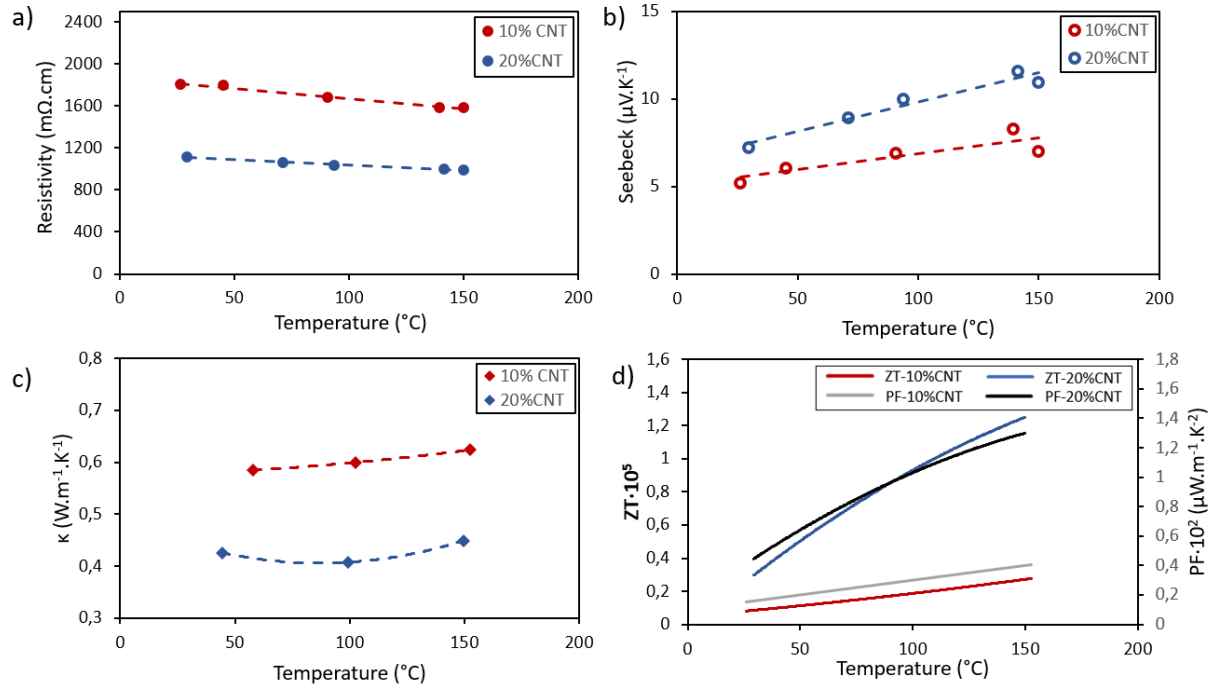 a)
2400
2000
1600
1200
800
400
0
0 50 100 150 200
Resistivity (mΩ.cm)
Temperature (°C)
10% CNT
20%CNT
b)
15
10
5
0
0 50 100 150 200
Seebeck (µV.K⁻¹)
Temperature (°C)
10%CNT
20%CNT
c)
0,8
0,7
0,6
0,5
0,4
0,3
0 50 100 150 200
κ (W.m⁻¹.K⁻¹)
Temperature (°C)
10% CNT
20%CNT
d)
1,6
1,4
1,2
1
0,8
0,6
0,4
0,2
0
0 50 100 150 200
ZT·10⁵
Temperature (°C)
ZT-10%CNT ZT-20%CNT
PF-10%CNT PF-20%CNT
1,8
1,6
1,4
1,2
1
0,8
0,6
0,4
0,2
0
PF·10² (µW.m⁻¹.K⁻²)